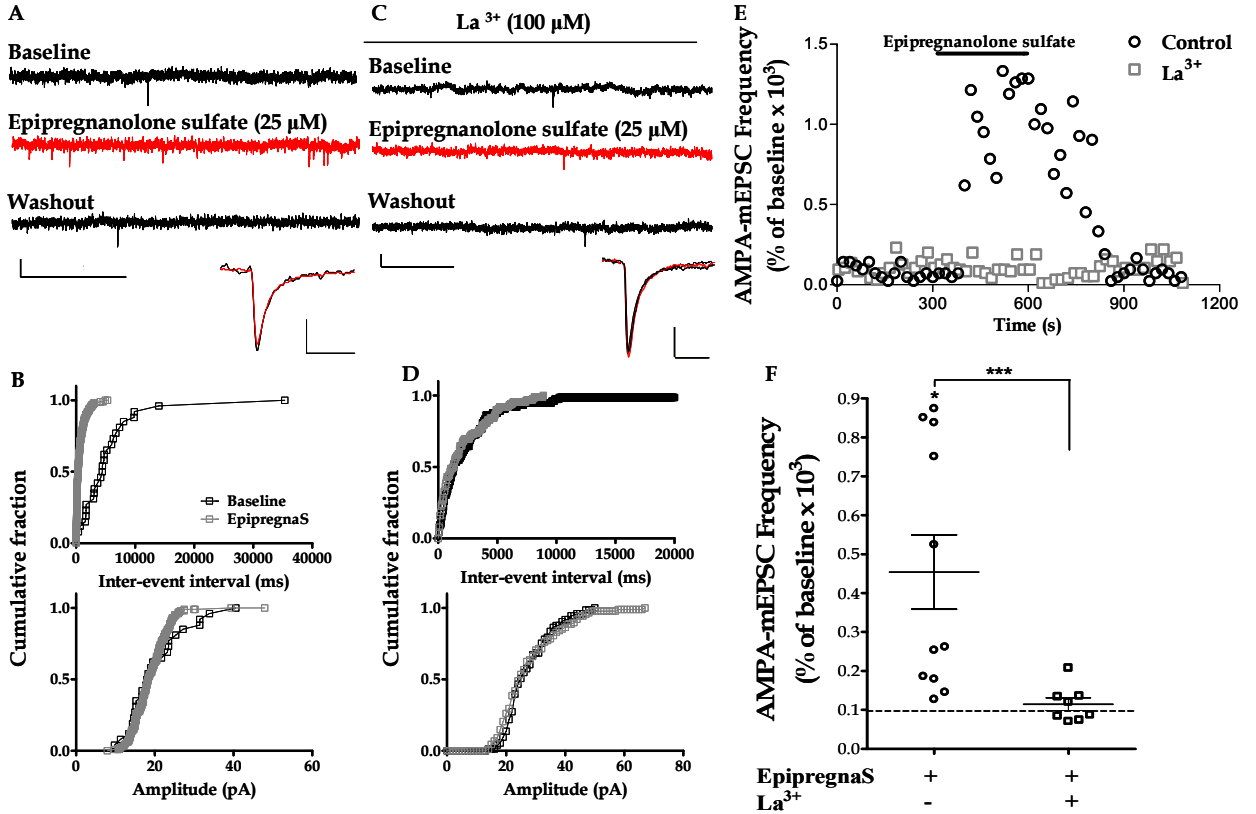 A
Baseline
Epipregnanolone sulfate (25 µM)
Washout
B
1.0
0.5
0.0
0 10000 20000 30000 40000
Baseline
EpipregnaS
Inter-event interval (ms)
Cumulative fraction
1.0
0.5
0.0
0 20 40 60
Amplitude (pA)
C
La 3+ (100 µM)
Baseline
Epipregnanolone sulfate (25 µM)
Washout
D
1.0
0.5
0.0
0 5000 10000 15000 20000
Inter-event interval (ms)
Cumulative fraction
1.0
0.5
0.0
0 20 40 60 80
Amplitude (pA)
E
Epipregnanolone sulfate
Control
La3+
AMPA-mEPSC Frequency
(% of baseline x 103)
1.5
1.0
0.5
0.0
0 300 600 900 1200
Time (s)
F
***
*
AMPA-mEPSC Frequency
(% of baseline x 103)
0.9
0.8
0.7
0.6
0.5
0.4
0.3
0.2
0.1
0.0
EpipregnaS + +
La3+ - +